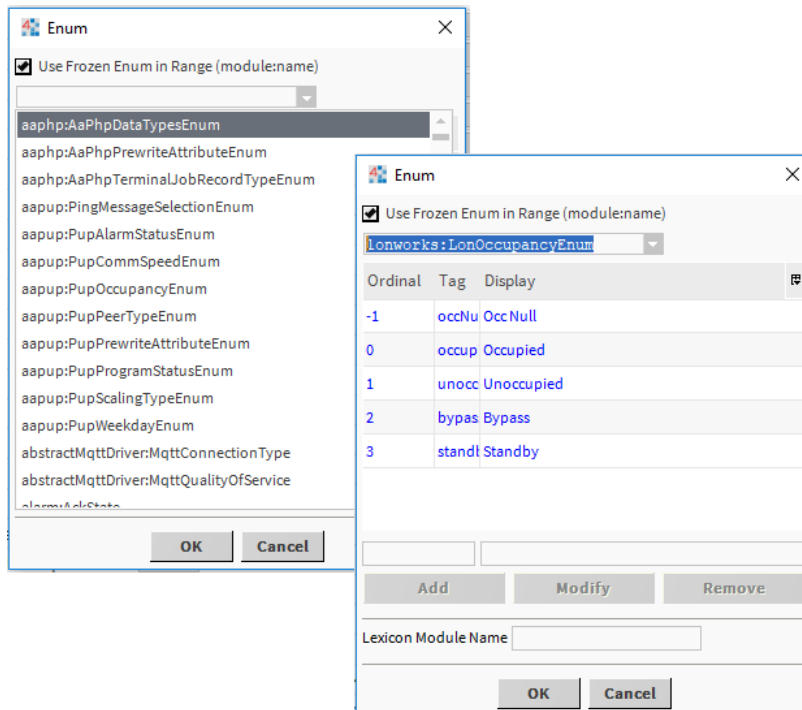 Enum
Use Frozen Enum in Range (module:name)
aaphp:AaPhpDataTypesEnum
aaphp:AaPhpPrewriteAttributeEnum
aaphp:AaPhpTerminalJobRecordTypeEnum
aapup:PingMessageSelectionEnum
aapup:PupAlarmStatusEnum
aapup:PupCommSpeedEnum
aapup:PupOccupancyEnum
aapup:PupPeerTypeEnum
aapup:PupPrewriteAttributeEnum
aapup:PupProgramStatusEnum
aapup:PupScalingTypeEnum
aapup:PupWeekdayEnum
abstractMqttDriver:MqttConnectionType
abstractMqttDriver:MqttQualityOfService
alarm:AckState
OK Cancel
Enum
Use Frozen Enum in Range (module:name)
lonworks:LonOccupancyEnum
Ordinal Tag Display
-1 occNu Occ Null
0 occup Occupied
1 unocc Unoccupied
2 bypas Bypass
3 standb Standby
Add Modify Remove
Lexicon Module Name
OK Cancel